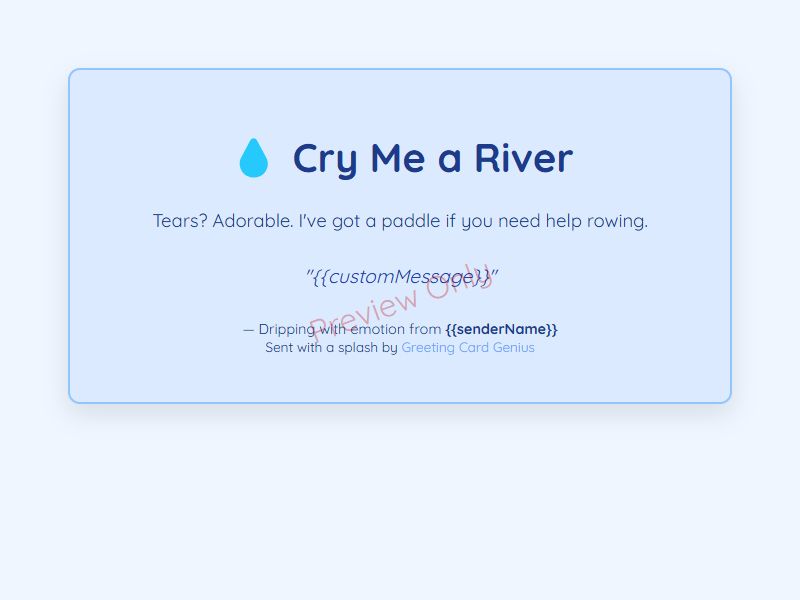 Cry Me a River
Tears? Adorable. I've got a paddle if you need help rowing.
"{{customMessage}}"
Preview Only
— Dripping with emotion from {{senderName}}
Sent with a splash by Greeting Card Genius